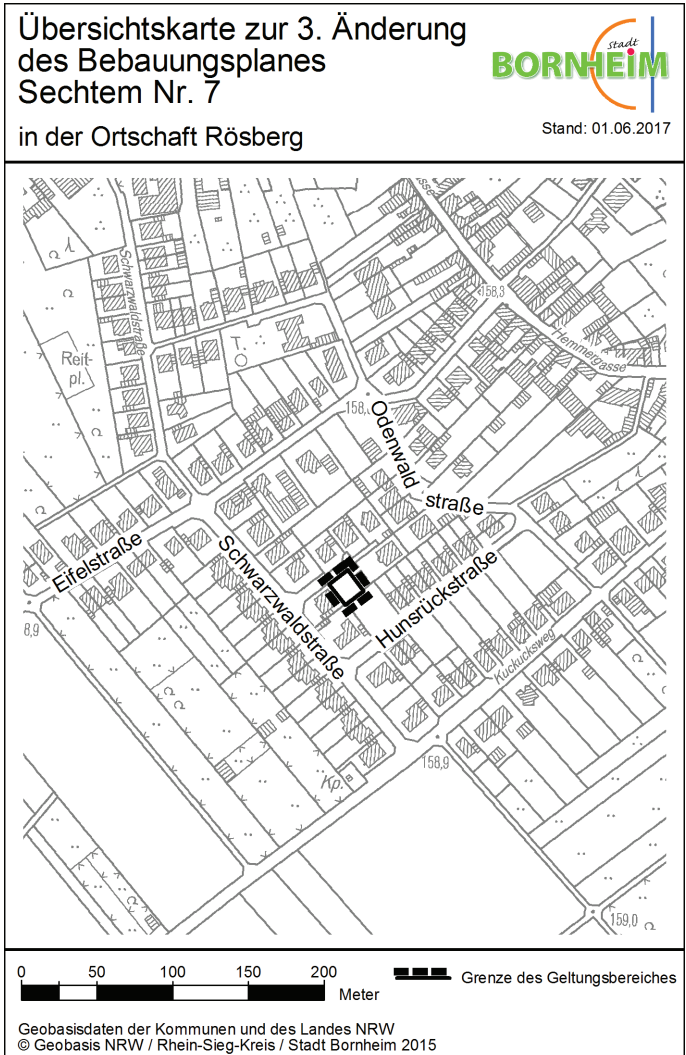 Übersichtskarte zur 3. Änderung
des Bebauungsplanes
Sechtem Nr. 7
in der Ortschaft Rösberg
stadt
BORNHEiM
Stand: 01.06.2017
gasse
158,3
Hemmergasse
Schwarzwaldstraße
Reit-
pl.
T.
158,
Odenwald
straße
Eifelstraße
Schwarzwaldstraße
Hunsrückstraße
Kuckucksweg
8,9
158,9
Kp.
159,0
0 50 100 150 200
Meter
Grenze des Geltungsbereiches
Geobasisdaten der Kommunen und des Landes NRW
© Geobasis NRW / Rhein-Sieg-Kreis / Stadt Bornheim 2015